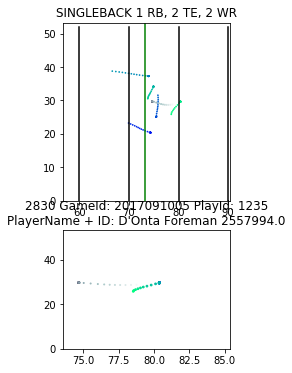 SINGLEBACK 1 RB, 2 TE, 2 WR
50
40
30
20
10
0
60 70 80 90
2830 GameId: 2017091005 PlayId: 1235
PlayerName + ID: D'Onta Foreman 2557994.0
40
20
0
75.0 77.5 80.0 82.5 85.0